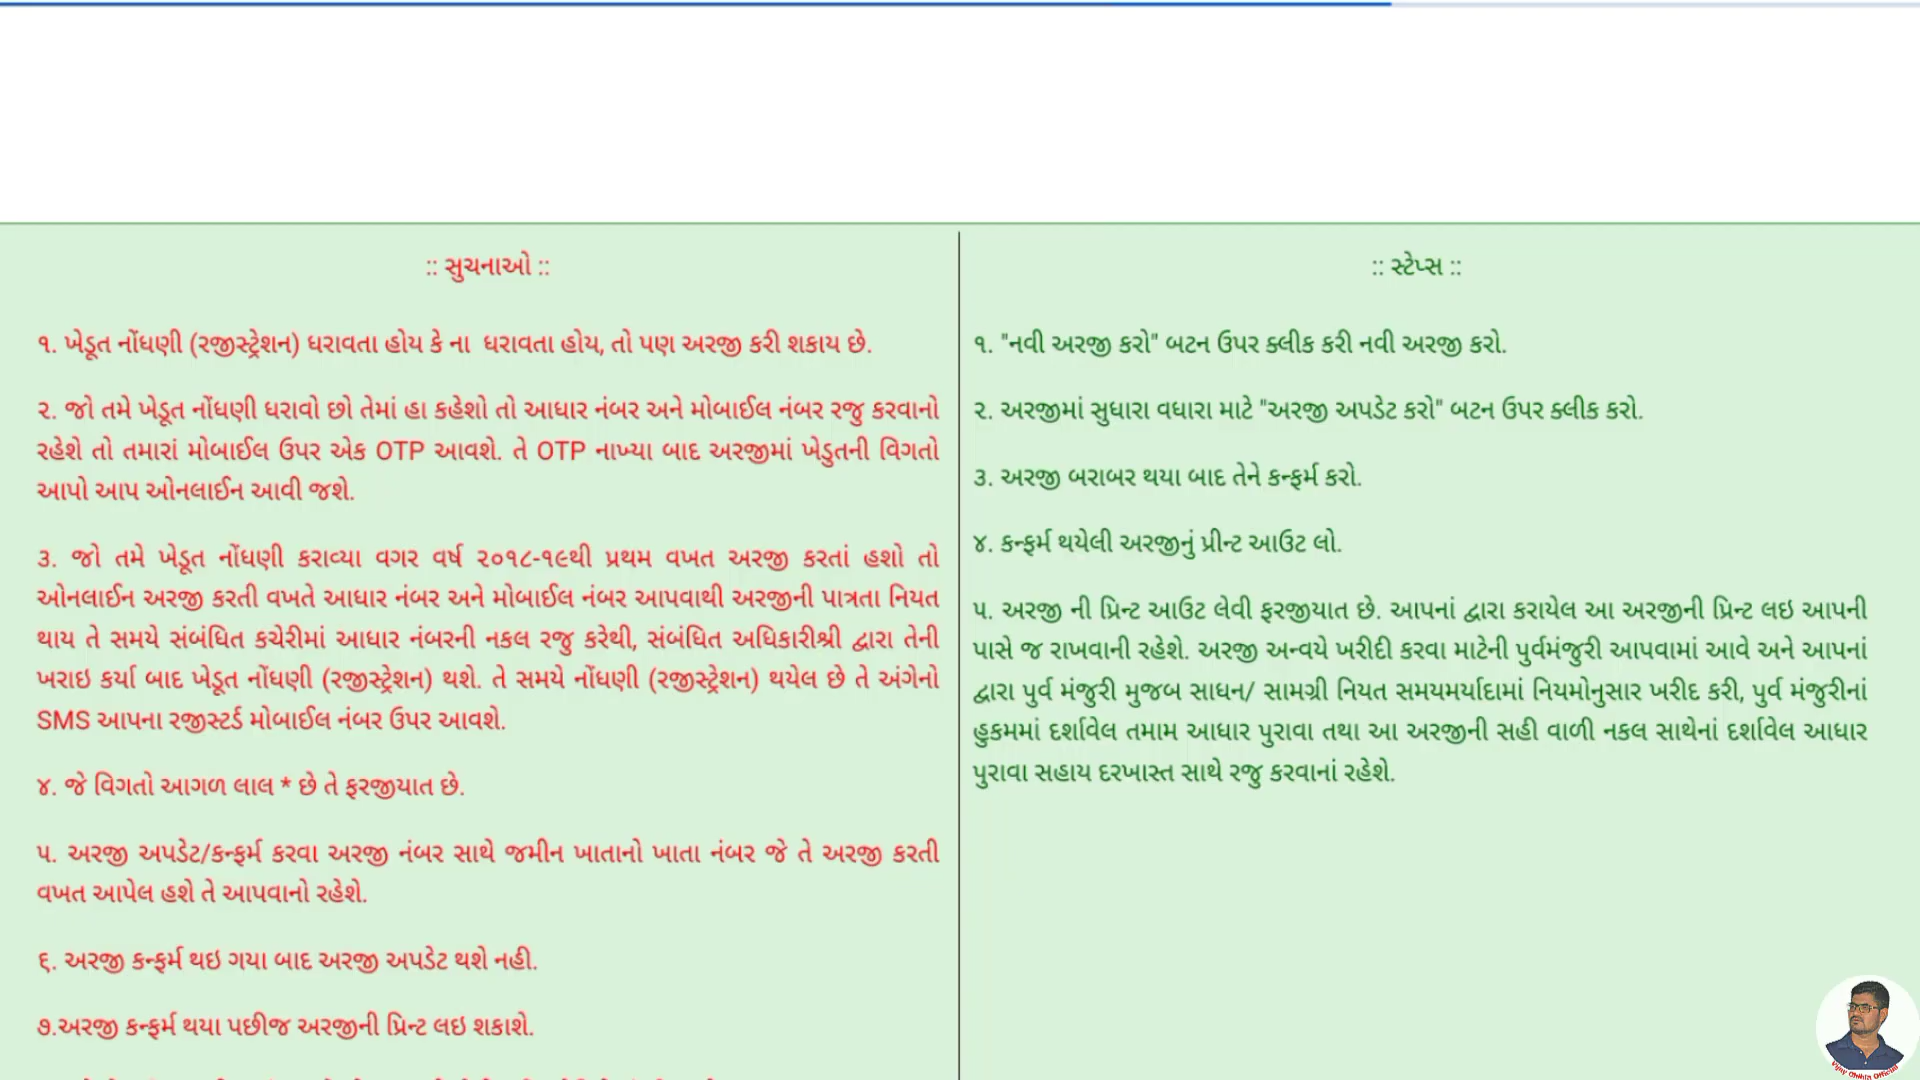 :: સુચનાઓ ::
૧. ખેડૂત નોંધણી (રજીસ્ટ્રેશન) ધરાવતા હોય કે ના ધરાવતા હોય, તો પણ અરજી કરી શકાય છે.
૨. જો તમે ખેડૂત નોંધણી ધરાવો છો તેમાં હા કહેશો તો આધાર નંબર અને મોબાઈલ નંબર રજુ કરવાનો
રહેશે તો તમારાં મોબાઈલ ઉપર એક OTP આવશે. તે OTP નાખ્યા બાદ અરજીમાં ખેડુતની વિગતો
આપો આપ ઓનલાઈન આવી જશે.
૩. જો તમે ખેડૂત નોંધણી કરાવ્યા વગર વર્ષ ૨૦૧૮-૧૯થી પ્રથમ વખત અરજી કરતાં હશો તો
ઓનલાઈન અરજી કરતી વખતે આધાર નંબર અને મોબાઈલ નંબર આપવાથી અરજીની પાત્રતા નિયત
થાય તે સમયે સંબંધિત કચેરીમાં આધાર નંબરની નકલ રજુ કરેથી, સંબંધિત અધિકારીશ્રી દ્વારા તેની
ખરાઇ કર્યા બાદ ખેડૂત નોંધણી (રજીસ્ટ્રેશન) થશે. તે સમયે નોંધણી (રજીસ્ટ્રેશન) થયેલ છે તે અંગેનો
SMS આપના રજીસ્ટર્ડ મોબાઈલ નંબર ઉપર આવશે.
૪. જે વિગતો આગળ લાલ * છે તે ફરજીયાત છે.
૫. અરજી અપડેટ/કન્ફર્મ કરવા અરજી નંબર સાથે જમીન ખાતાનો ખાતા નંબર જે તે અરજી કરતી
વખત આપેલ હશે તે આપવાનો રહેશે.
૬. અરજી કન્ફર્મ થઇ ગયા બાદ અરજી અપડેટ થશે નહી.
૭.અરજી કન્ફર્મ થયા પછીજ અરજીની પ્રિન્ટ લઇ શકાશે.
:: સ્ટેપ્સ ::
૧. "નવી અરજી કરો" બટન ઉપર ક્લીક કરી નવી અરજી કરો.
૨. અરજીમાં સુધારા વધારા માટે "અરજી અપડેટ કરો" બટન ઉપર ક્લીક કરો.
૩. અરજી બરાબર થયા બાદ તેને કન્ફર્મ કરો.
૪. કન્ફર્મ થયેલી અરજીનું પ્રીન્ટ આઉટ લો.
૫. અરજી ની પ્રિન્ટ આઉટ લેવી ફરજીયાત છે. આપનાં દ્વારા કરાયેલ આ અરજીની પ્રિન્ટ લઇ આપની
પાસે જ રાખવાની રહેશે. અરજી અન્વયે ખરીદી કરવા માટેની પુર્વમંજુરી આપવામાં આવે અને આપનાં
દ્વારા પુર્વ મંજુરી મુજબ સાધન/ સામગ્રી નિયત સમયમર્યાદામાં નિયમોનુસાર ખરીદ કરી, પુર્વ મંજુરીનાં
હુકમમાં દર્શાવેલ તમામ આધાર પુરાવા તથા આ અરજીની સહી વાળી નકલ સાથેનાં દર્શાવેલ આધાર
પુરાવા સહાય દરખાસ્ત સાથે રજુ કરવાનાં રહેશે.